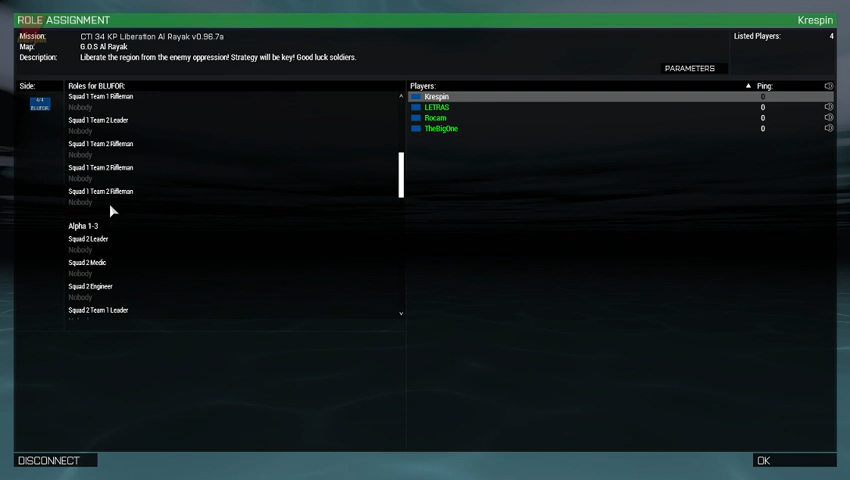 ROLE ASSIGNMENT Krespin
Mission: CTI 34 KP Liberation Al Rayak v0.96.7a Listed Players: 4
Map: G.O.S Al Rayak
Description: Liberate the region from the enemy oppression! Strategy will be key! Good luck soldiers.
PARAMETERS
Side: Roles for BLUFOR: Players: Ping:
Squad 1 Team 1 Rifleman Krespin 0
Nobody LETRAS 0
4/4
BLUFOR
Squad 1 Team 2 Leader Rocam 0
Nobody TheBigOne 0
Squad 1 Team 2 Rifleman
Nobody
Squad 1 Team 2 Rifleman
Nobody
Squad 1 Team 2 Rifleman
Nobody
Alpha 1-3
Squad 2 Leader
Nobody
Squad 2 Medic
Nobody
Squad 2 Engineer
Nobody
Squad 2 Team 1 Leader
DISCONNECT OK